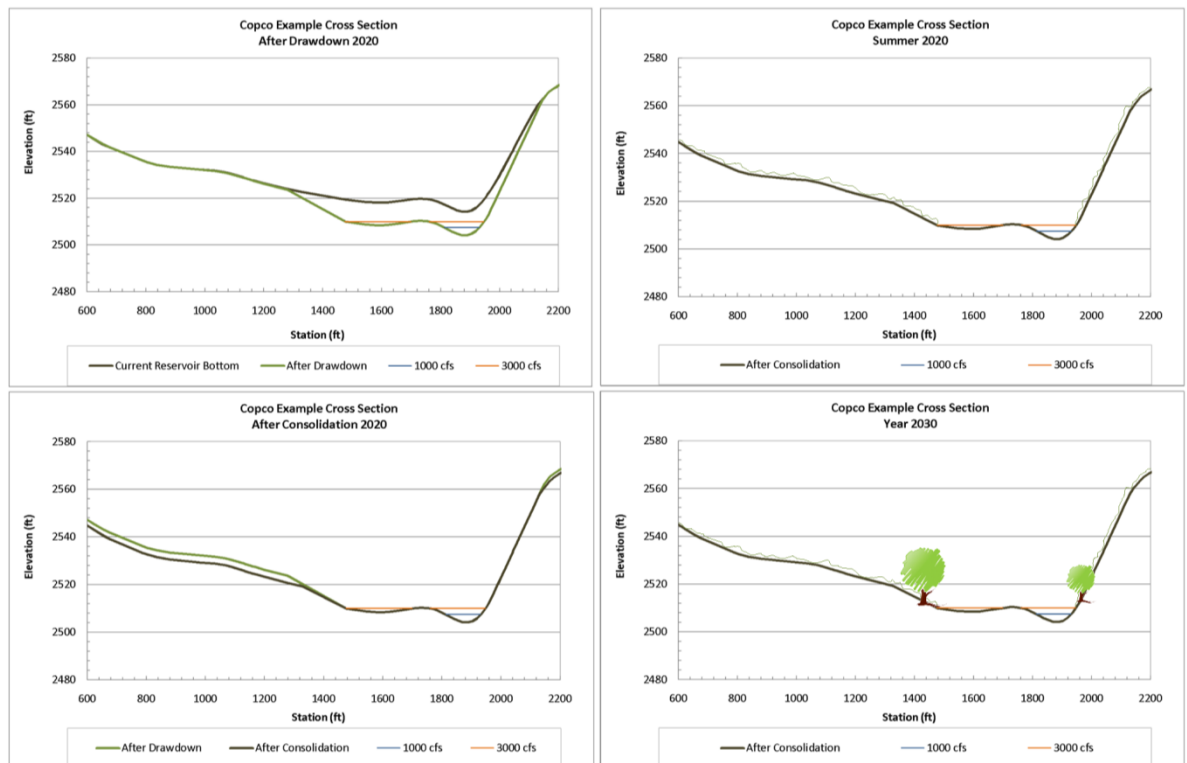 Copco Example Cross Section
After Drawdown 2020
Elevation (ft)
2580
2560
2540
2520
2500
2480
600 800 1000 1200 1400 1600 1800 2000 2200
Station (ft)
Current Reservoir Bottom After Drawdown 1000 cfs 3000 cfs
Copco Example Cross Section
Summer 2020
Elevation (ft)
2580
2560
2540
2520
2500
2480
600 800 1000 1200 1400 1600 1800 2000 2200
Station (ft)
After Consolidation 1000 cfs 3000 cfs
Copco Example Cross Section
After Consolidation 2020
Elevation (ft)
2580
2560
2540
2520
2500
2480
600 800 1000 1200 1400 1600 1800 2000 2200
Station (ft)
After Drawdown After Consolidation 1000 cfs 3000 cfs
Copco Example Cross Section
Year 2030
Elevation (ft)
2580
2560
2540
2520
2500
2480
600 800 1000 1200 1400 1600 1800 2000 2200
Station (ft)
After Consolidation 1000 cfs 3000 cfs